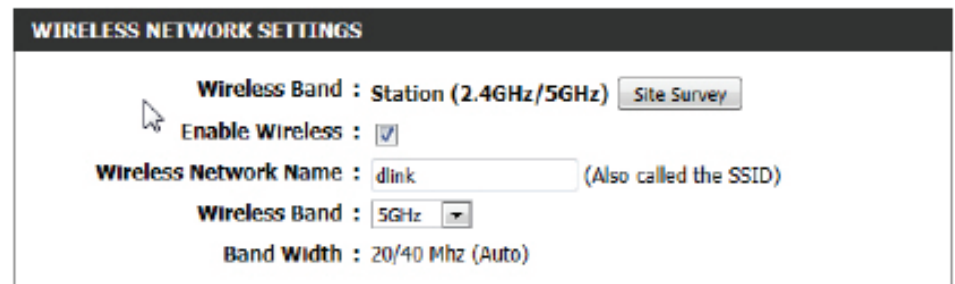 WIRELESS NETWORK SETTINGS
Wireless Band : Station (2.4GHz/5GHz) Site Survey
Enable Wireless :
Wireless Network Name : dlink (Also called the SSID)
Wireless Band : 5GHz
Band Width : 20/40 Mhz (Auto)